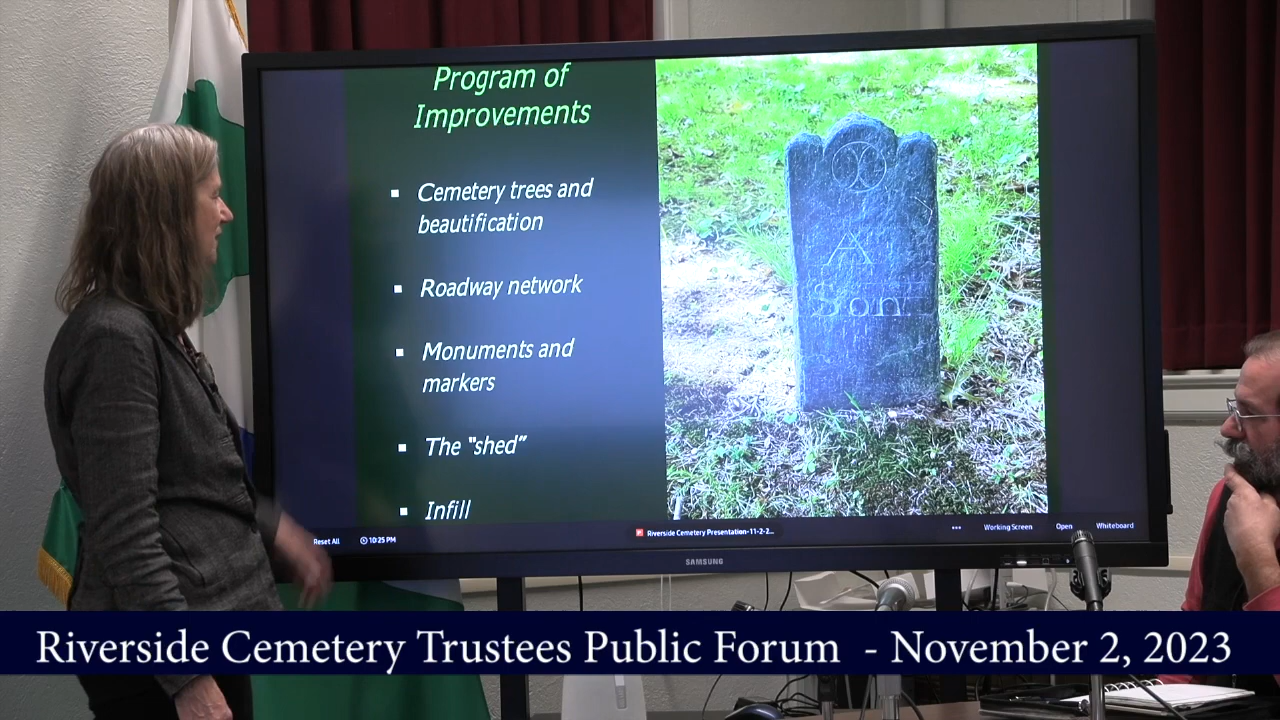 Program of
Improvements
▪ Cemetery trees and
beautification
▪ Roadway network
▪ Monuments and
markers
▪ The "shed"
▪ Infill
A
Son
Reset All
10:25 PM
Riverside Cemetery Presentation-11-2-2...
Working Screen
Open
Whiteboard
SAMSUNG
Riverside Cemetery Trustees Public Forum - November 2, 2023